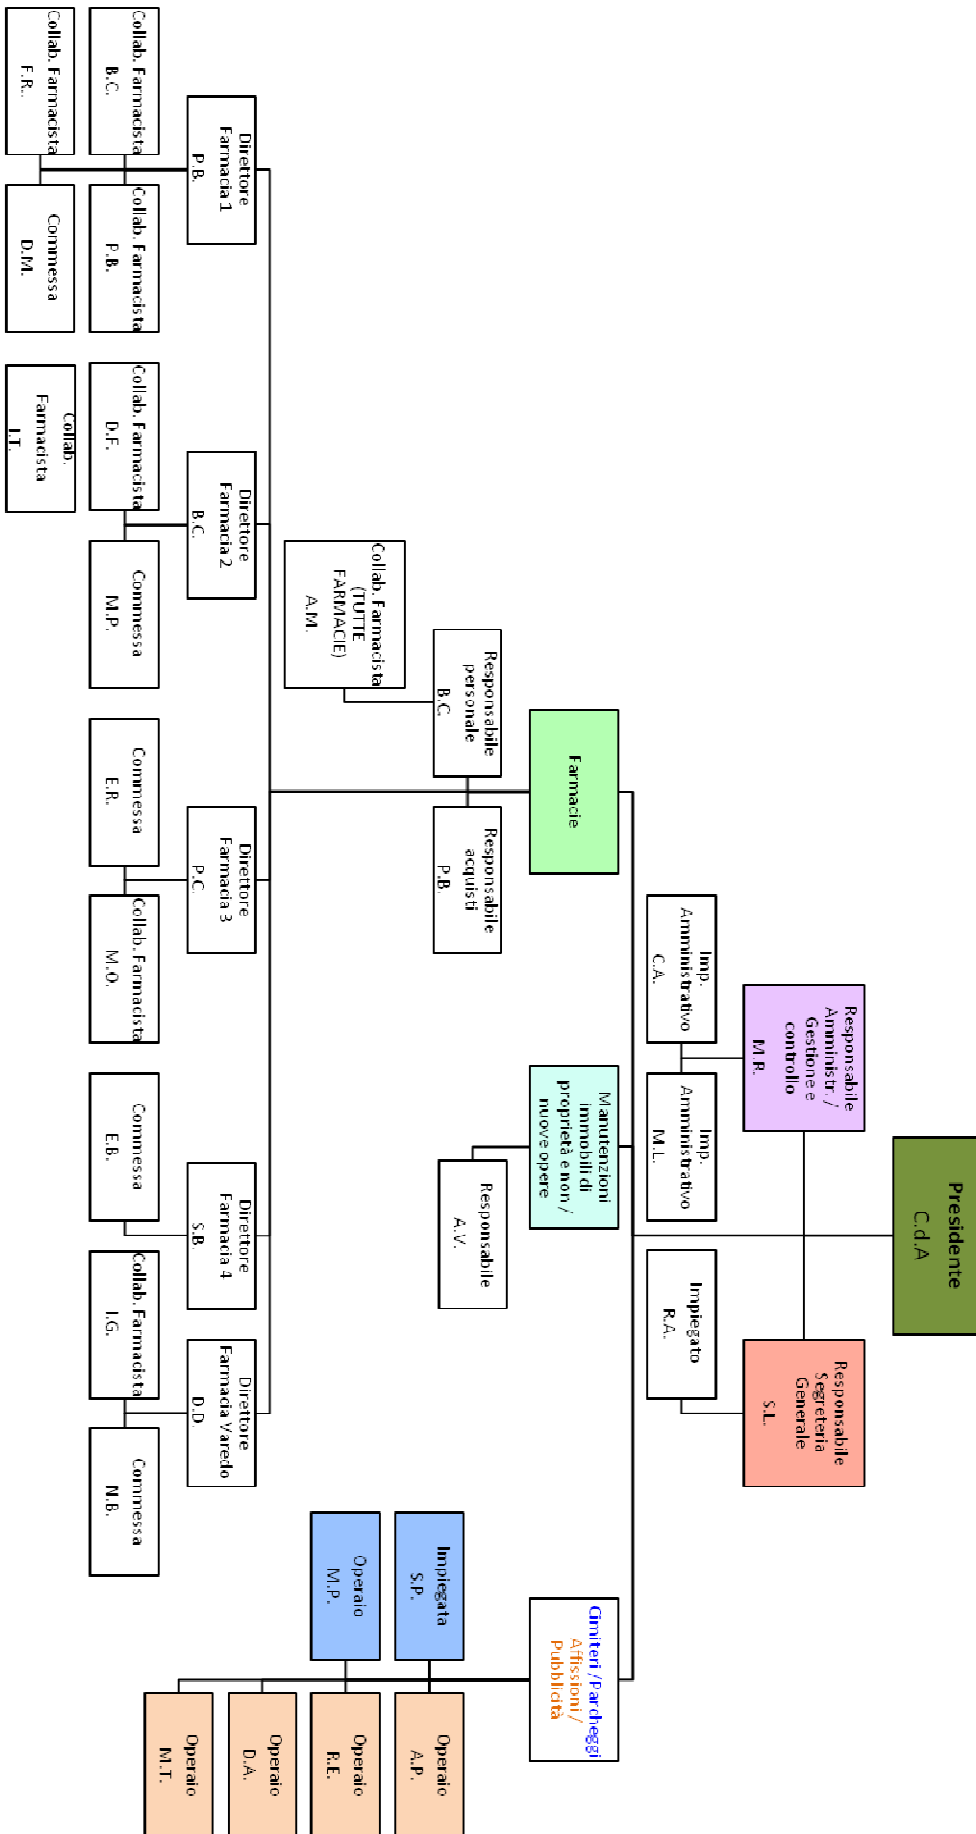 Presidente
C.d.A
Responsabile
Amministr. /
Gestione e
controllo
M.R.
Responsabile
Segreteria
Generale
S.L.
Imp.
Amministrativo
C.A.
Imp.
Amministrativo
M.L.
Impiegato
R.A.
Farmacie
Manutenzioni
immobili di
proprietà e non /
nuove opere
Cimiteri / Parcheggi
Affissioni /
Pubblicità
Responsabile
personale
B.C.
Responsabile
acquisti
P.B.
Responsabile
A.V.
Collab. Farmacista
(TUTTE
FARMACIE)
A.M.
Impiegata
S.P.
Operaio
A.P.
Operaio
M.P.
Operaio
R.E.
Operaio
D.A.
Operaio
M.T.
Direttore
Farmacia 1
P.B.
Direttore
Farmacia 2
B.C.
Direttore
Farmacia 3
P.C.
Direttore
Farmacia 4
S.B.
Direttore
Farmacia Varedo
D.D.
Collab. Farmacista
B.C.
Collab. Farmacista
P.B.
Collab. Farmacista
D.F.
Commessa
M.P.
Commessa
E.R.
Collab. Farmacista
M.O.
Commessa
E.B.
Collab. Farmacista
I.G.
Commessa
N.B.
Collab. Farmacista
F.R..
Commessa
D.M.
Collab.
Farmacista
I.T.